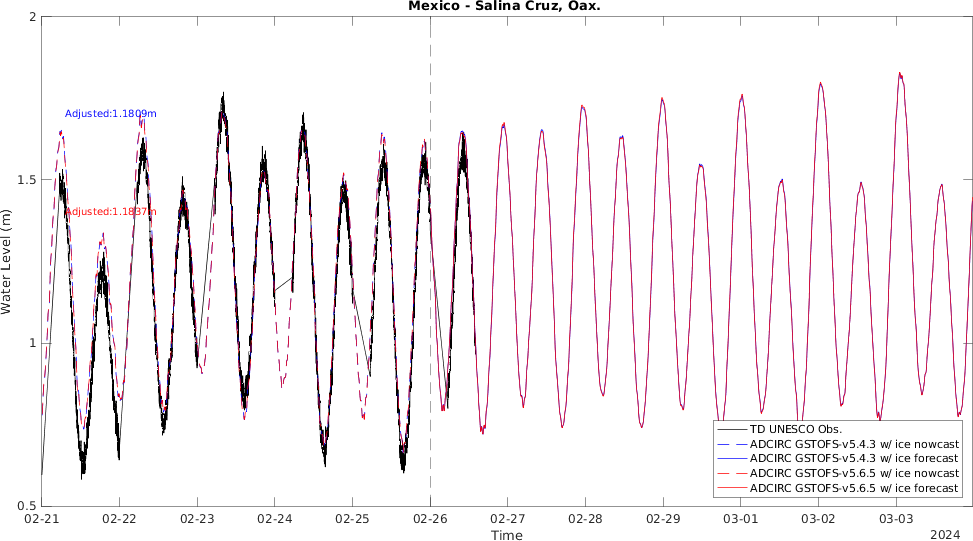 Mexico - Salina Cruz, Oax.
Water Level (m)
2
1.5
1
0.5
Adjusted:1.1809m
Adjusted:1.1837m
TD UNESCO Obs.
ADCIRC GSTOFS-v5.4.3 w/ ice nowcast
ADCIRC GSTOFS-v5.4.3 w/ ice forecast
ADCIRC GSTOFS-v5.6.5 w/ ice nowcast
ADCIRC GSTOFS-v5.6.5 w/ ice forecast
02-21 02-22 02-23 02-24 02-25 02-26 02-27 02-28 02-29 03-01 03-02 03-03
Time
2024